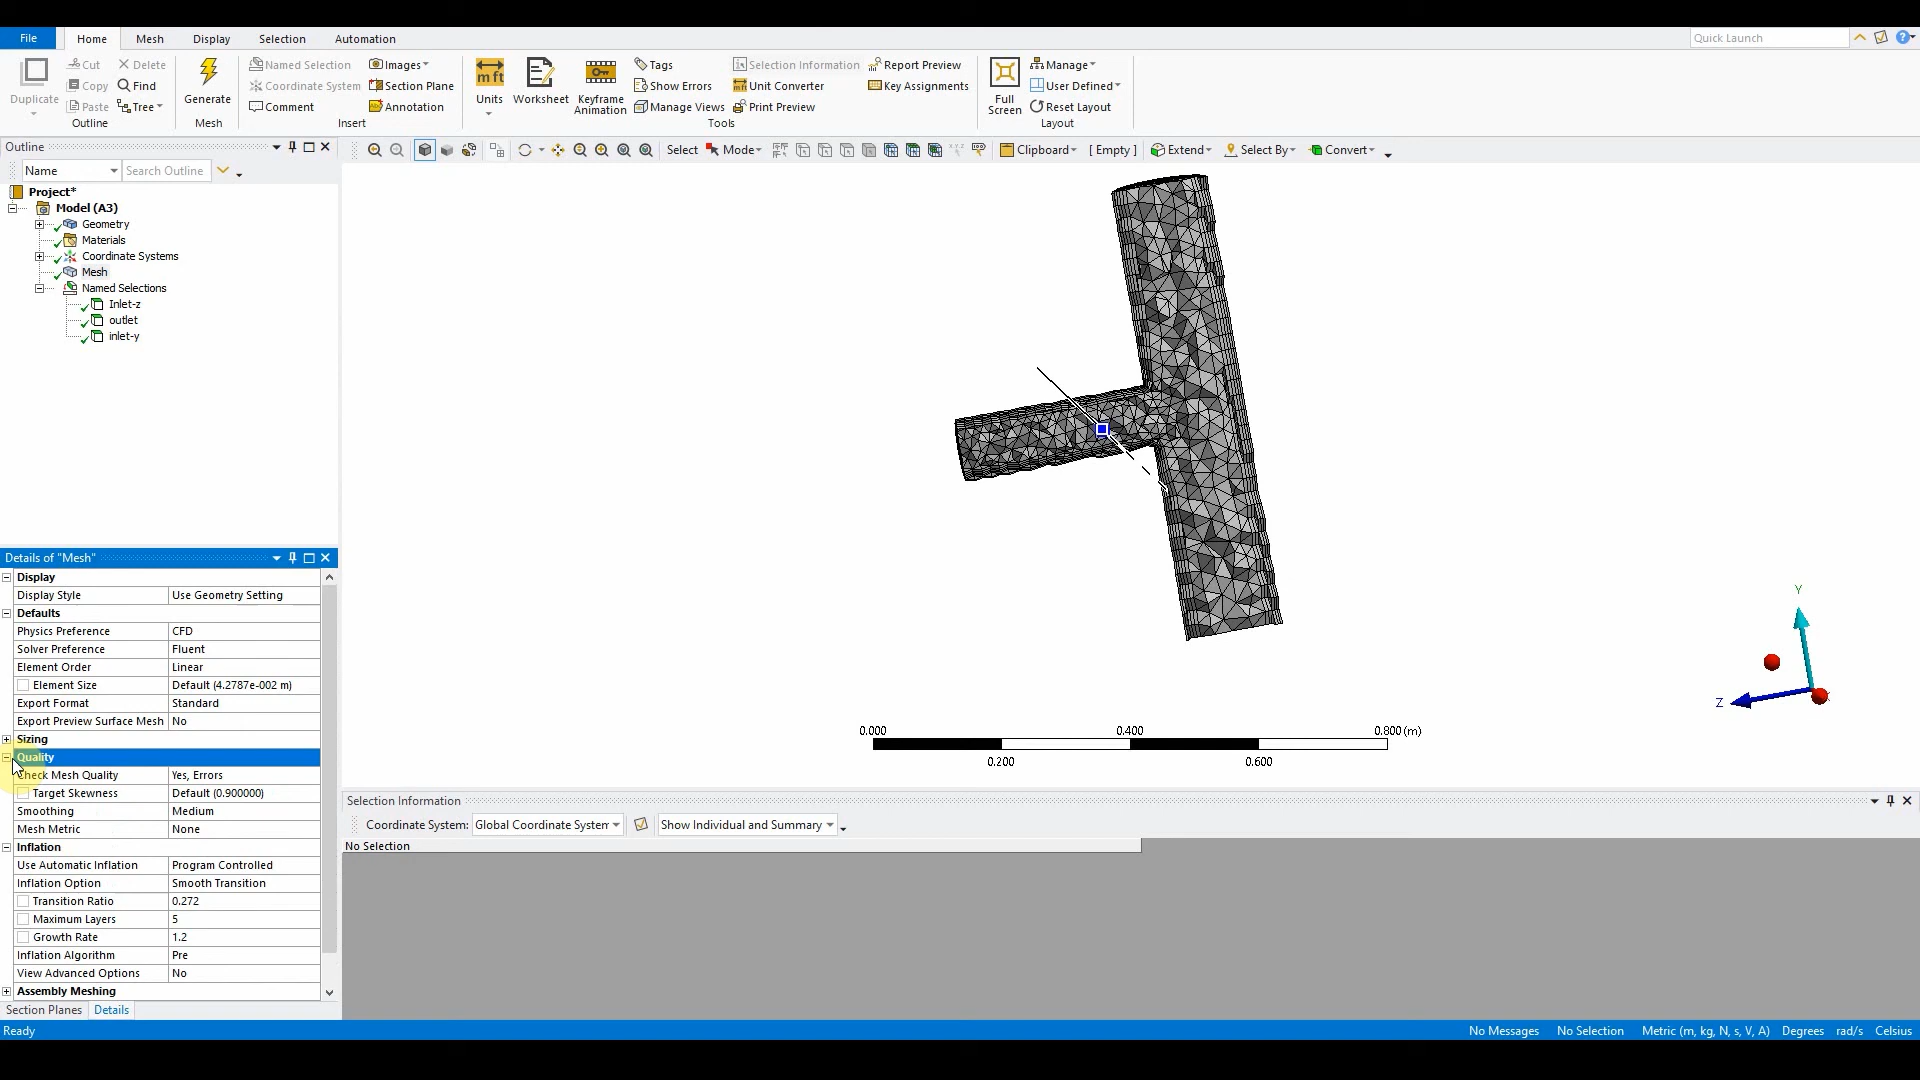 File Home Mesh Display Selection Automation Quick Launch
Duplicate Cut Delete
Copy Find
Paste Tree
Outline
Generate
Mesh
Named Selection Images
Coordinate System Section Plane
Comment Annotation
Insert
Units
Worksheet
Keyframe
Animation
Tags
Show Errors
Manage Views
Selection Information
Unit Converter
Print Preview
Report Preview
Key Assignments
Tools
Full
Screen
Manage
User Defined
Reset Layout
Layout
Outline
Select Mode Clipboard [ Empty ] Extend Select By Convert
Name Search Outline
Project*
Model (A3)
Geometry
Materials
Coordinate Systems
Mesh
Named Selections
Inlet-z
outlet
inlet-y
Details of "Mesh"
Display
Display Style Use Geometry Setting
Defaults
Physics Preference CFD
Solver Preference Fluent
Element Order Linear
Element Size Default (4.2787e-002 m)
Export Format Standard
Export Preview Surface Mesh No
Sizing
Quality
Check Mesh Quality Yes, Errors
Target Skewness Default (0.900000)
Smoothing Medium
Mesh Metric None
Inflation
Use Automatic Inflation Program Controlled
Inflation Option Smooth Transition
Transition Ratio 0.272
Maximum Layers 5
Growth Rate 1.2
Inflation Algorithm Pre
View Advanced Options No
Assembly Meshing
Section Planes Details
0.000 0.400 0.800 (m)
0.200 0.600
Y
Z
Selection Information
Coordinate System: Global Coordinate System Show Individual and Summary
No Selection
Ready No Messages No Selection Metric (m, kg, N, s, V, A) Degrees rad/s Celsius